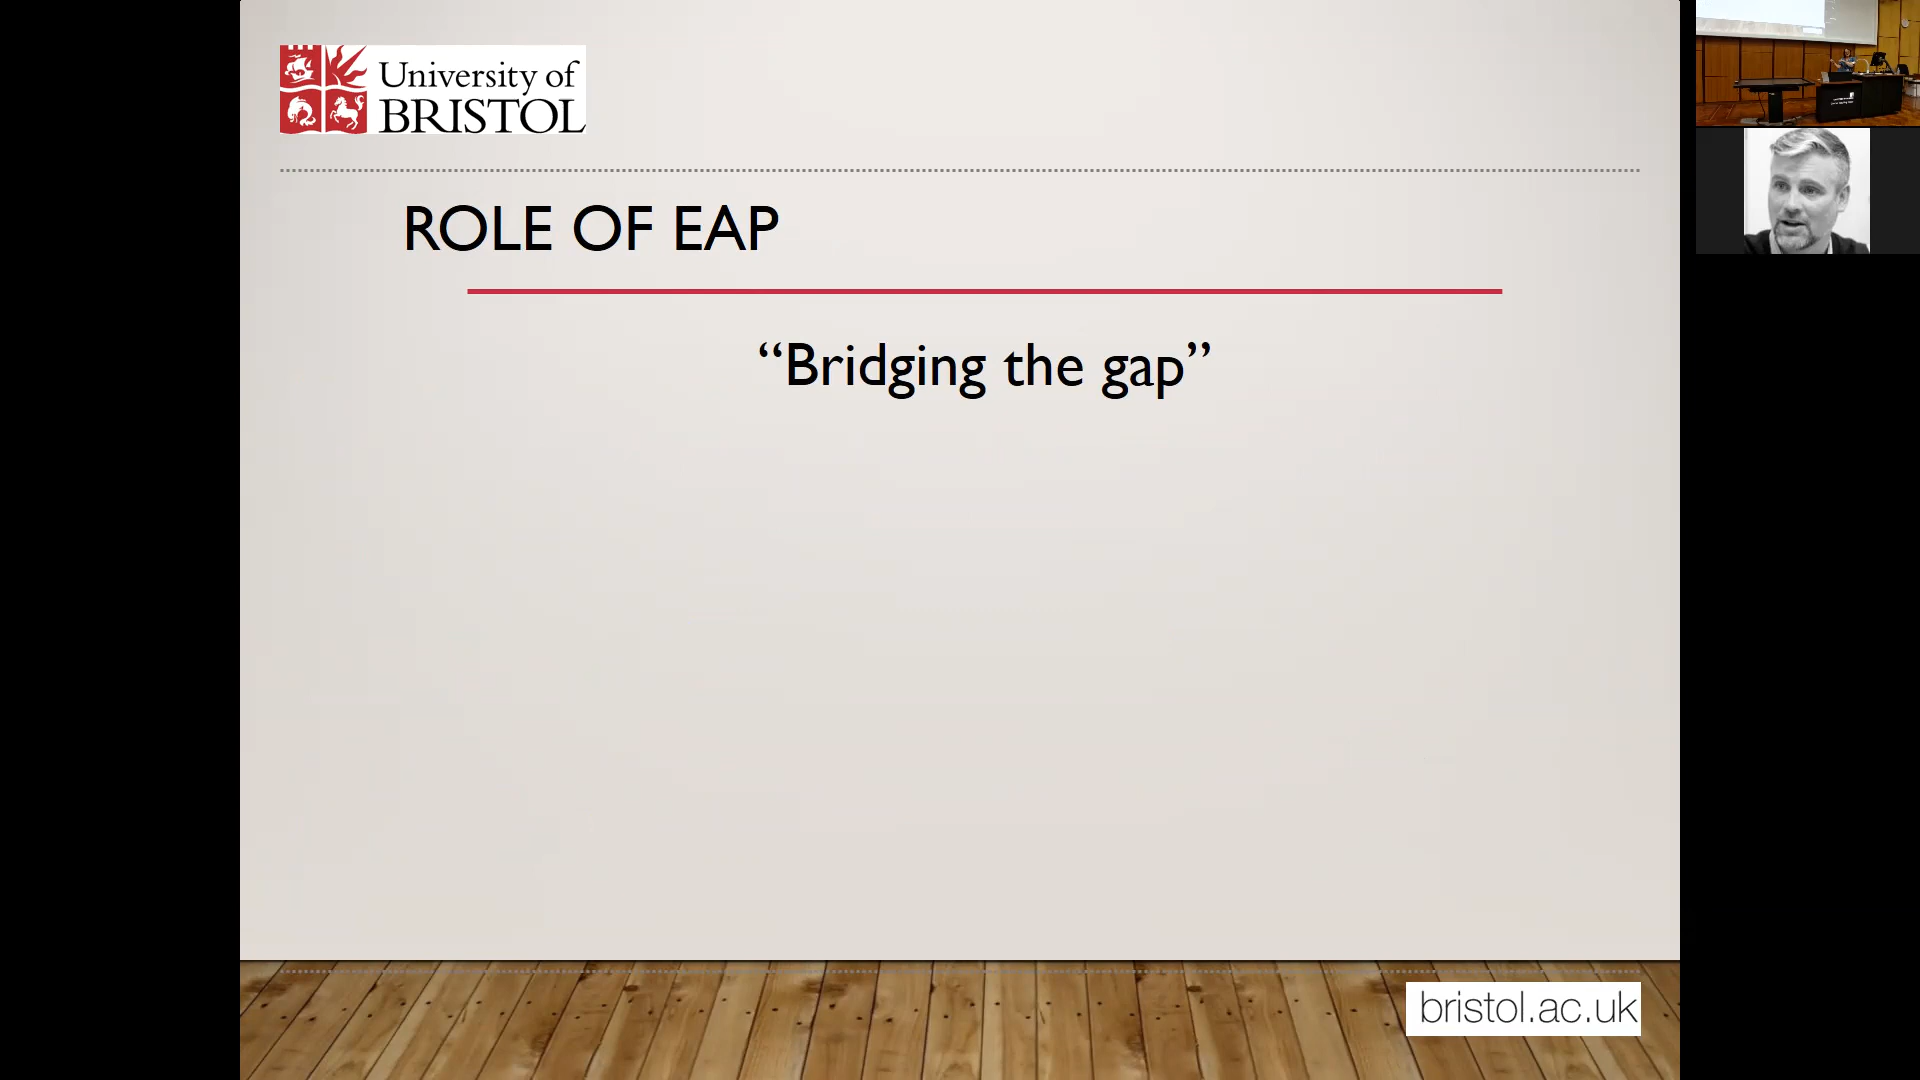 University of
BRISTOL
ROLE OF EAP
“Bridging the gap”
bristol.ac.uk